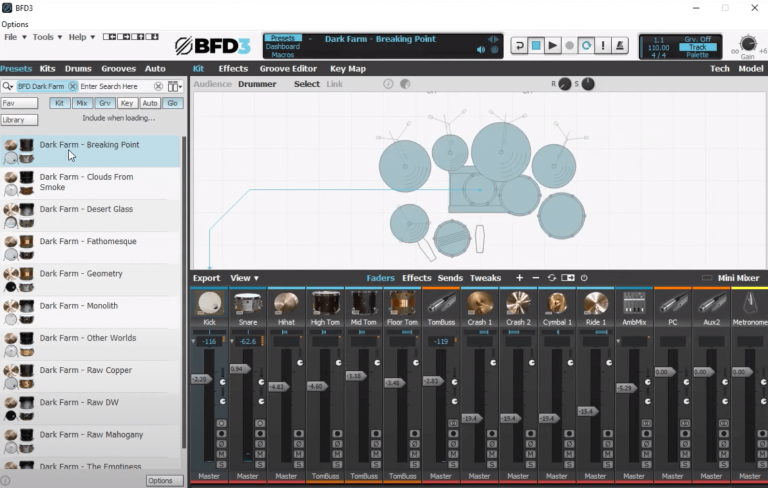 BFD3
Options
File ▾ Tools ▾ Help ▾
BFD3
Presets - Dark Farm - Breaking Point
Dashboard
Macros
1.1 Grv. Off
110.00 Track
4 / 4 Palette
-∞ +6
Gain
Presets Kits Drums Grooves Auto
Kit Effects Groove Editor Key Map
Tech Model
BFD Dark Farm Enter Search Here
Audience Drummer Select Link
R S
Fav Kit Mix Grv Key Auto Glo
Library Include when loading...
Dark Farm - Breaking Point
Dark Farm - Clouds From
Smoke
Dark Farm - Desert Glass
Dark Farm - Fathomesque
Dark Farm - Geometry
Dark Farm - Monolith
Dark Farm - Other Worlds
Dark Farm - Raw Copper
Dark Farm - Raw DW
Dark Farm - Raw Mahogany
Dark Farm - The Emptiness
Options
Export View ▾ Faders Effects Sends Tweaks Mini Mixer
Kick Snare Hihat High Tom Mid Tom Floor Tom TomBuss Crash 1 Crash 2 Cymbal 1 Ride 1 AmbMix PC Aux2 Metronome
-116 -62.6 -119
-2.20 0.94 -4.83 -4.60 -1.18 -3.48 -2.83 -19.4 -19.4 -19.4 -15.4 -5.29 0.00 0.00 0.00
M M M M M M M M M M M M M M M
S S S S S S S S S S S S S S S
Master Master Master TomBuss TomBuss TomBuss Master Master Master Master Master Master Master Master Master